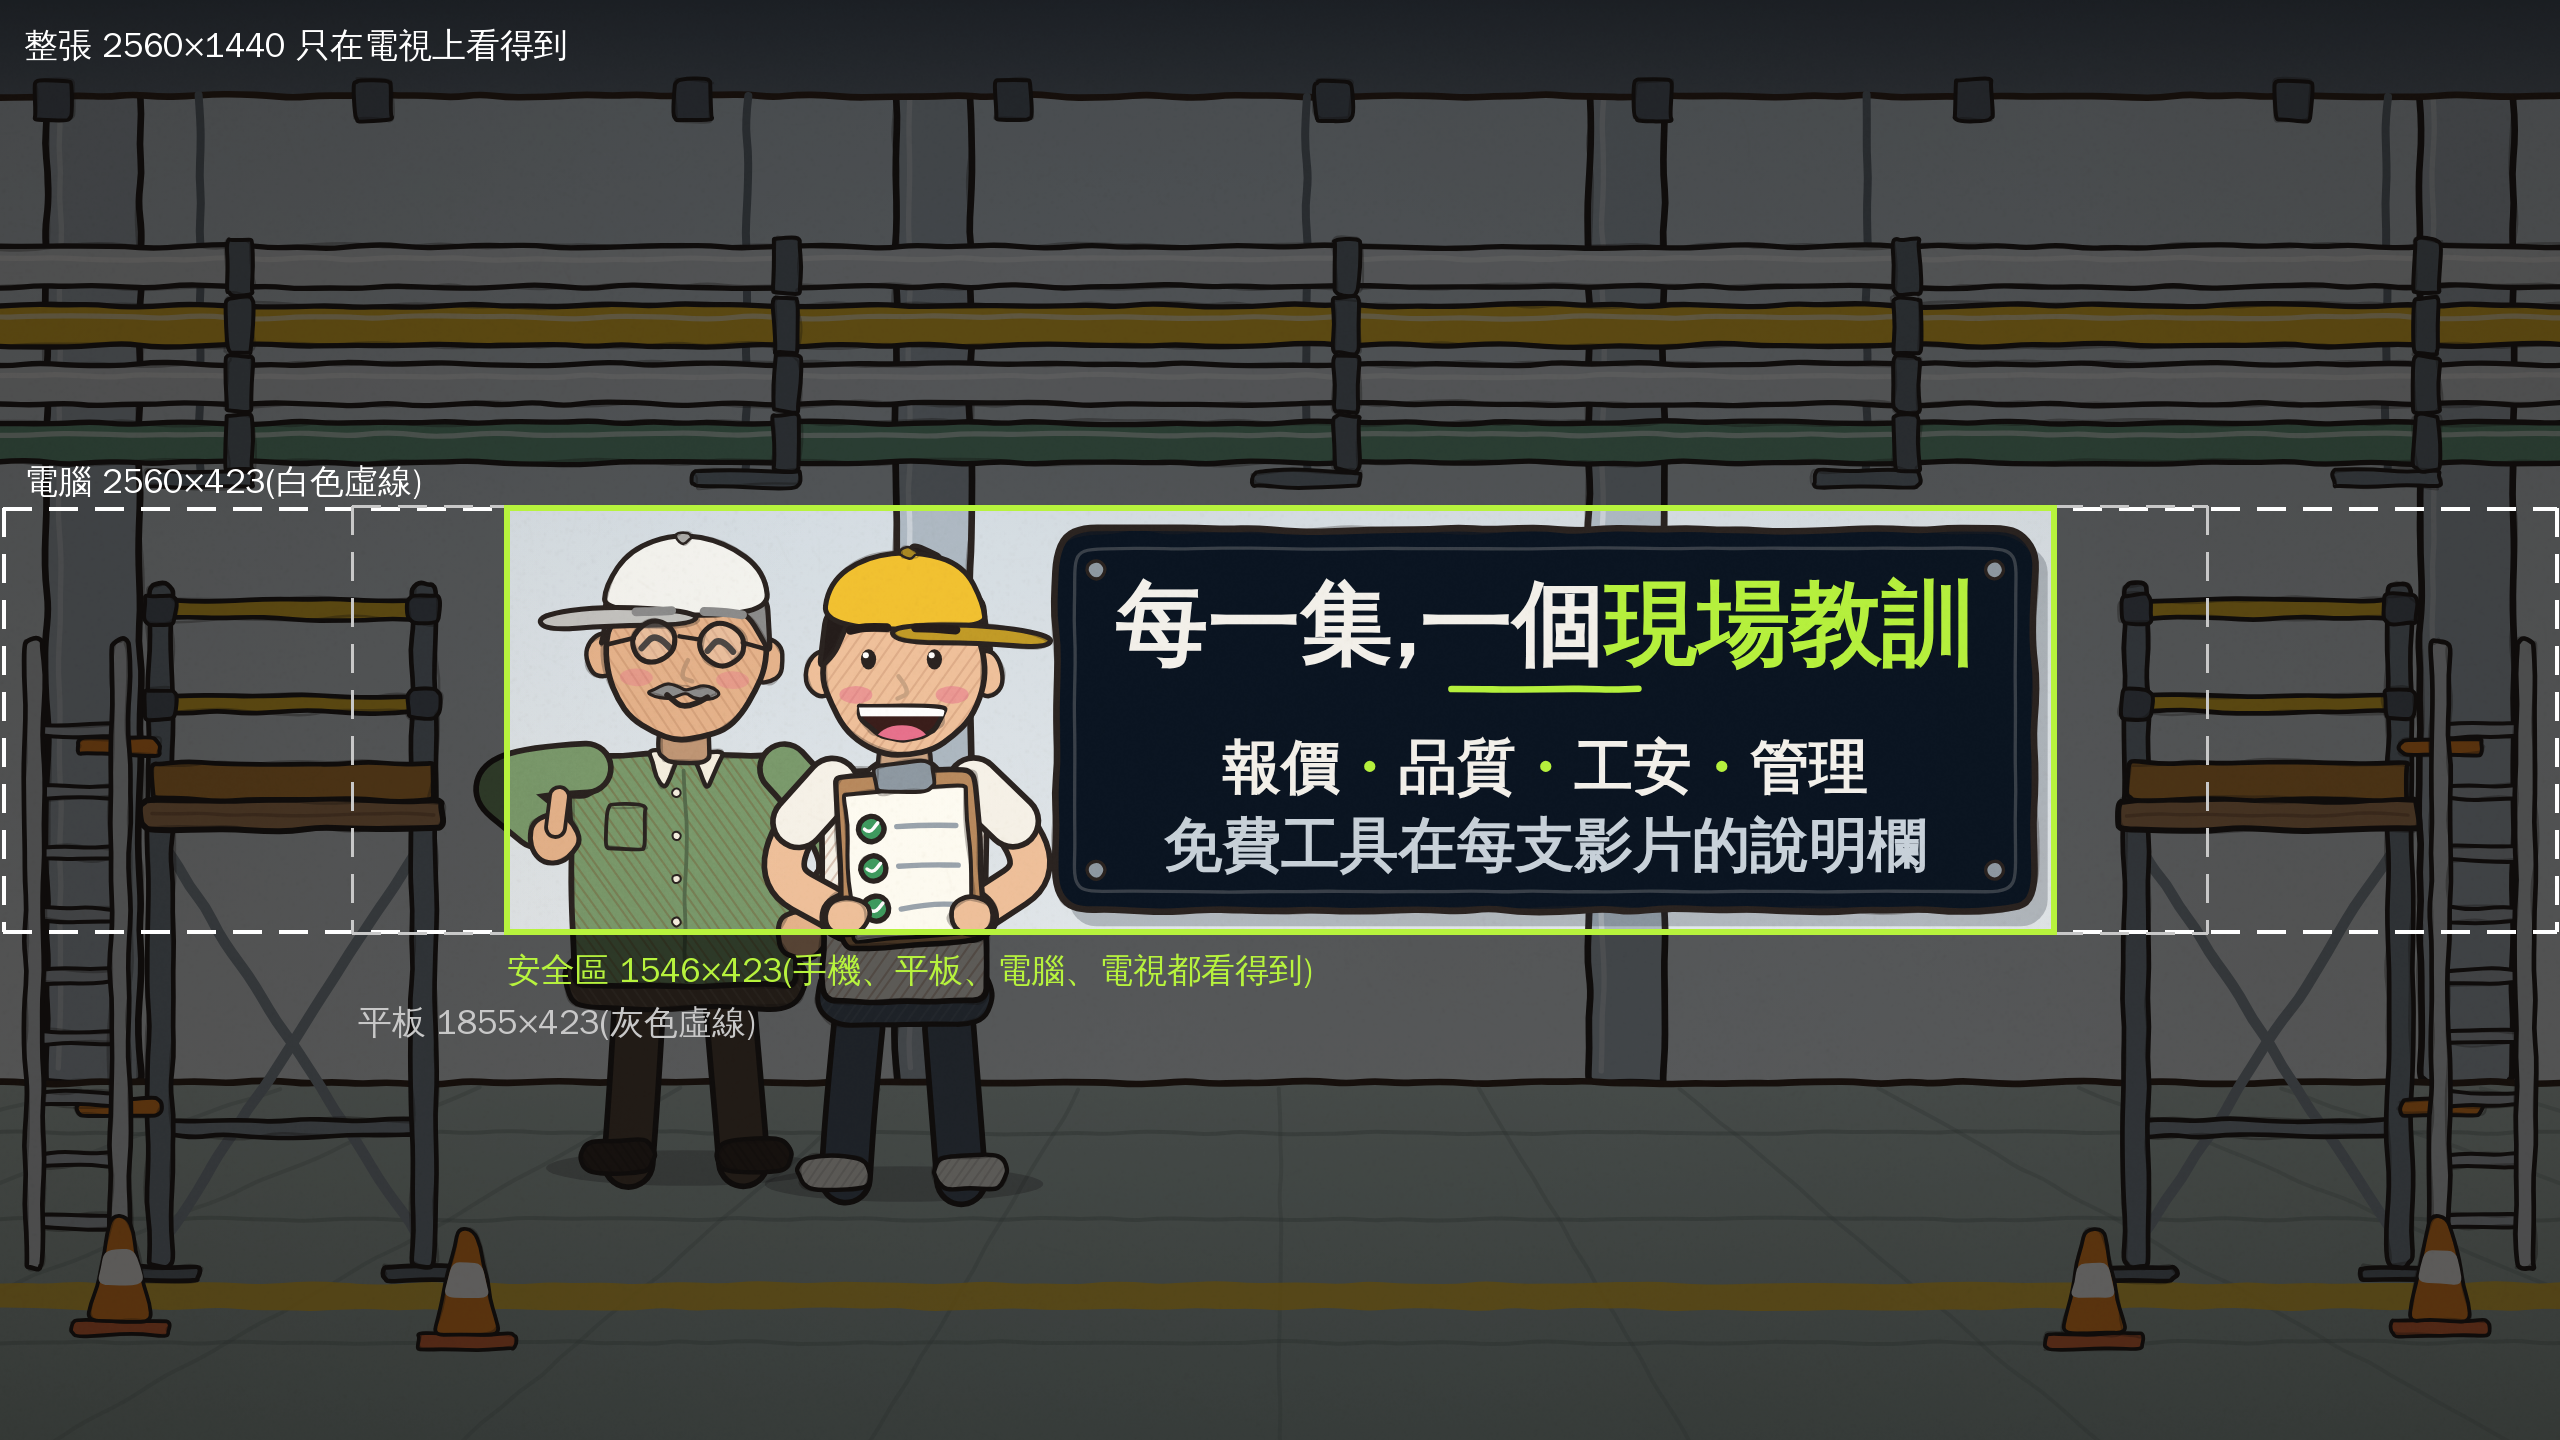 整張 2560×1440 只在電視上看得到
電腦 2560×423(白色虛線)
每一集,一個現場教訓
報價・品質・工安・管理
免費工具在每支影片的說明欄
安全區 1546×423(手機、平板、電腦、電視都看得到)
平板 1855×423(灰色虛線)